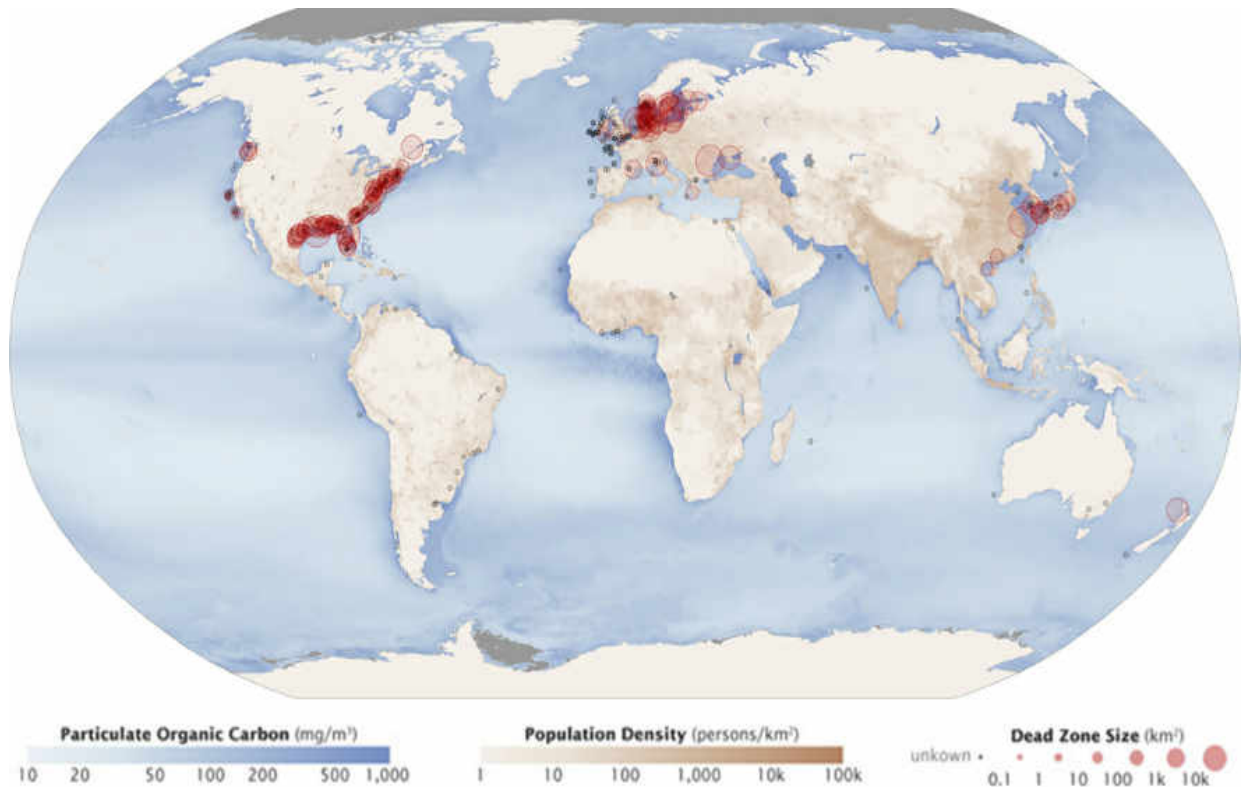 Particulate Organic Carbon (mg/m³)
10 20 50 100 200 500 1,000
Population Density (persons/km²)
1 10 100 1,000 10k 100k
Dead Zone Size (km²)
unkown
0.1 1 10 100 1k 10k